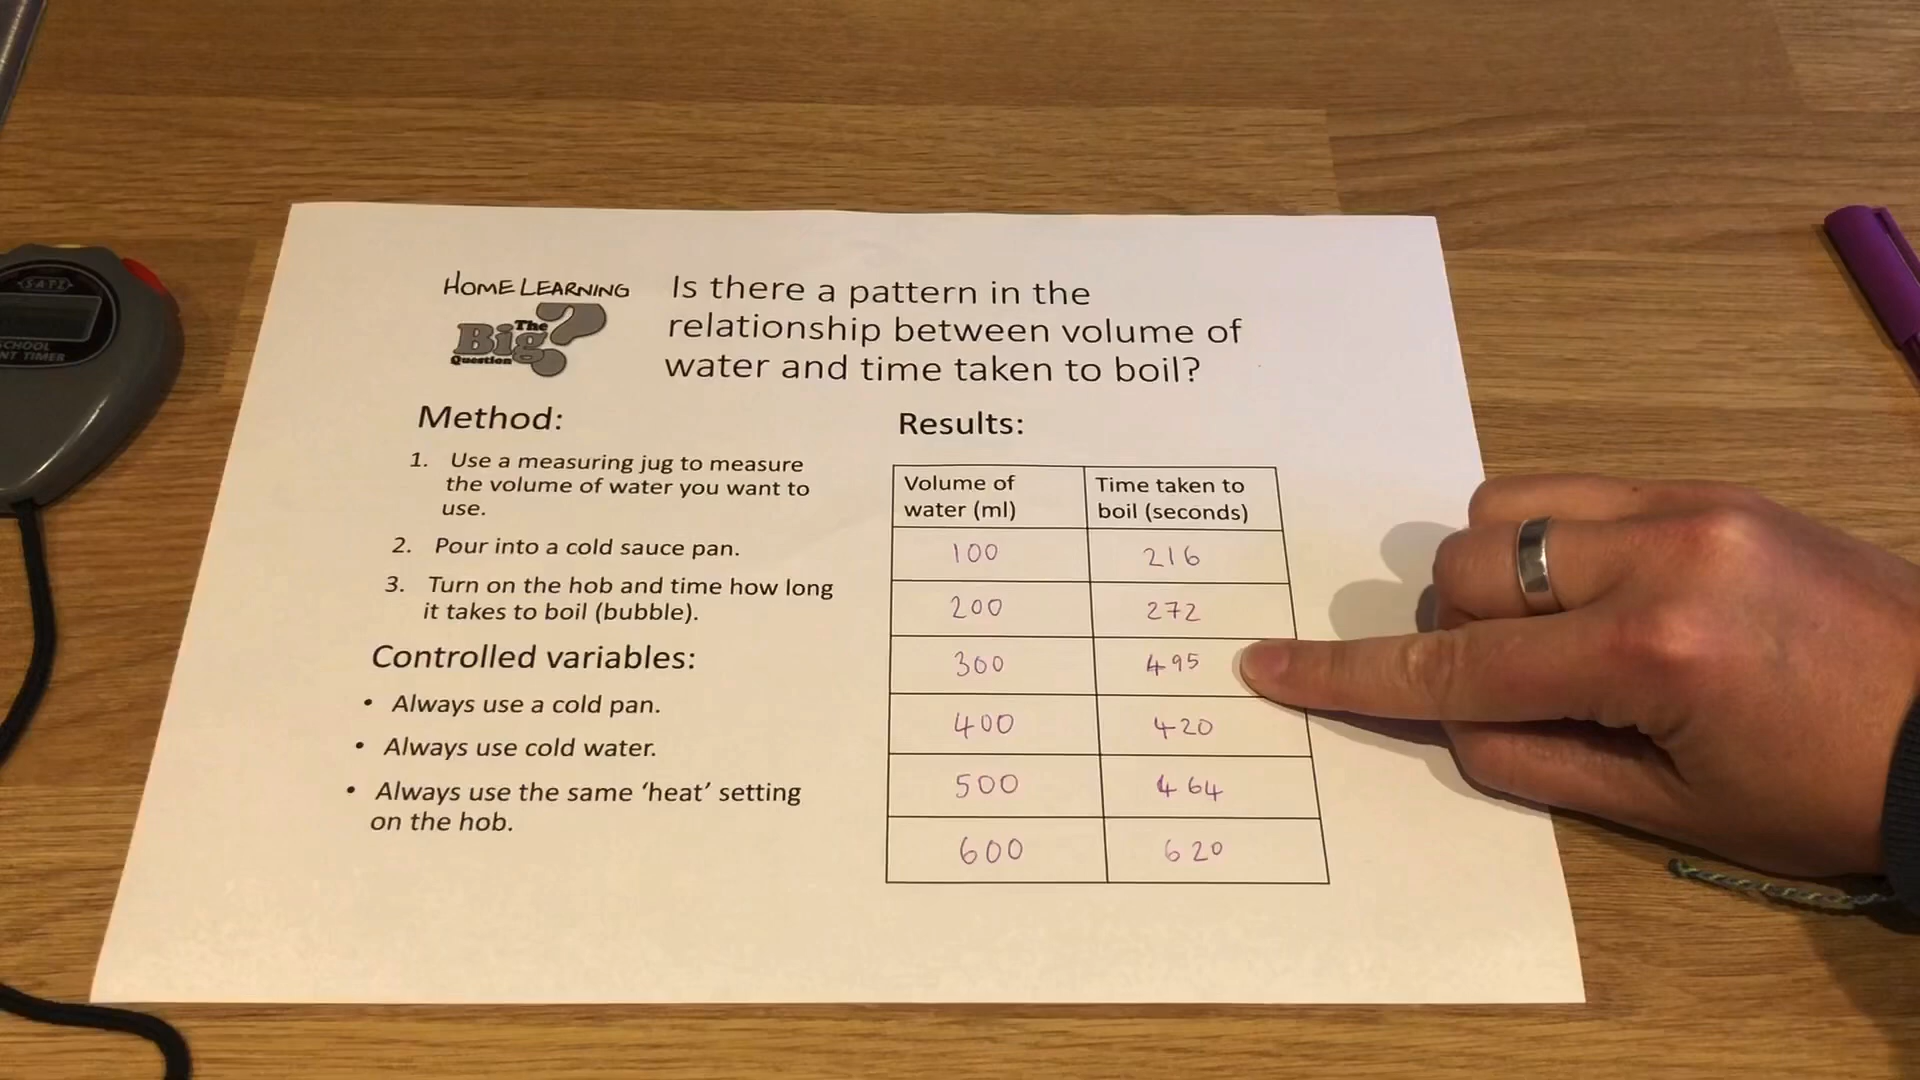 SAFE
SCHOOL
NT TIMER
HOME LEARNING
The
Big
Question
Is there a pattern in the
relationship between volume of
water and time taken to boil?
Method:
1. Use a measuring jug to measure
the volume of water you want to
use.
2. Pour into a cold sauce pan.
3. Turn on the hob and time how long
it takes to boil (bubble).
Controlled variables:
• Always use a cold pan.
• Always use cold water.
• Always use the same ‘heat’ setting
on the hob.
Results:
Volume of
water (ml)
Time taken to
boil (seconds)
100 216
200 272
300 495
400 420
500 464
600 620